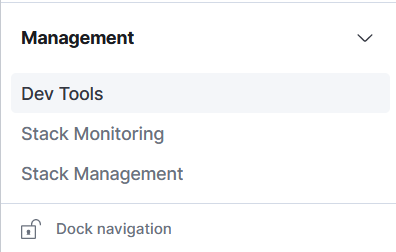 Management
Dev Tools
Stack Monitoring
Stack Management
Dock navigation